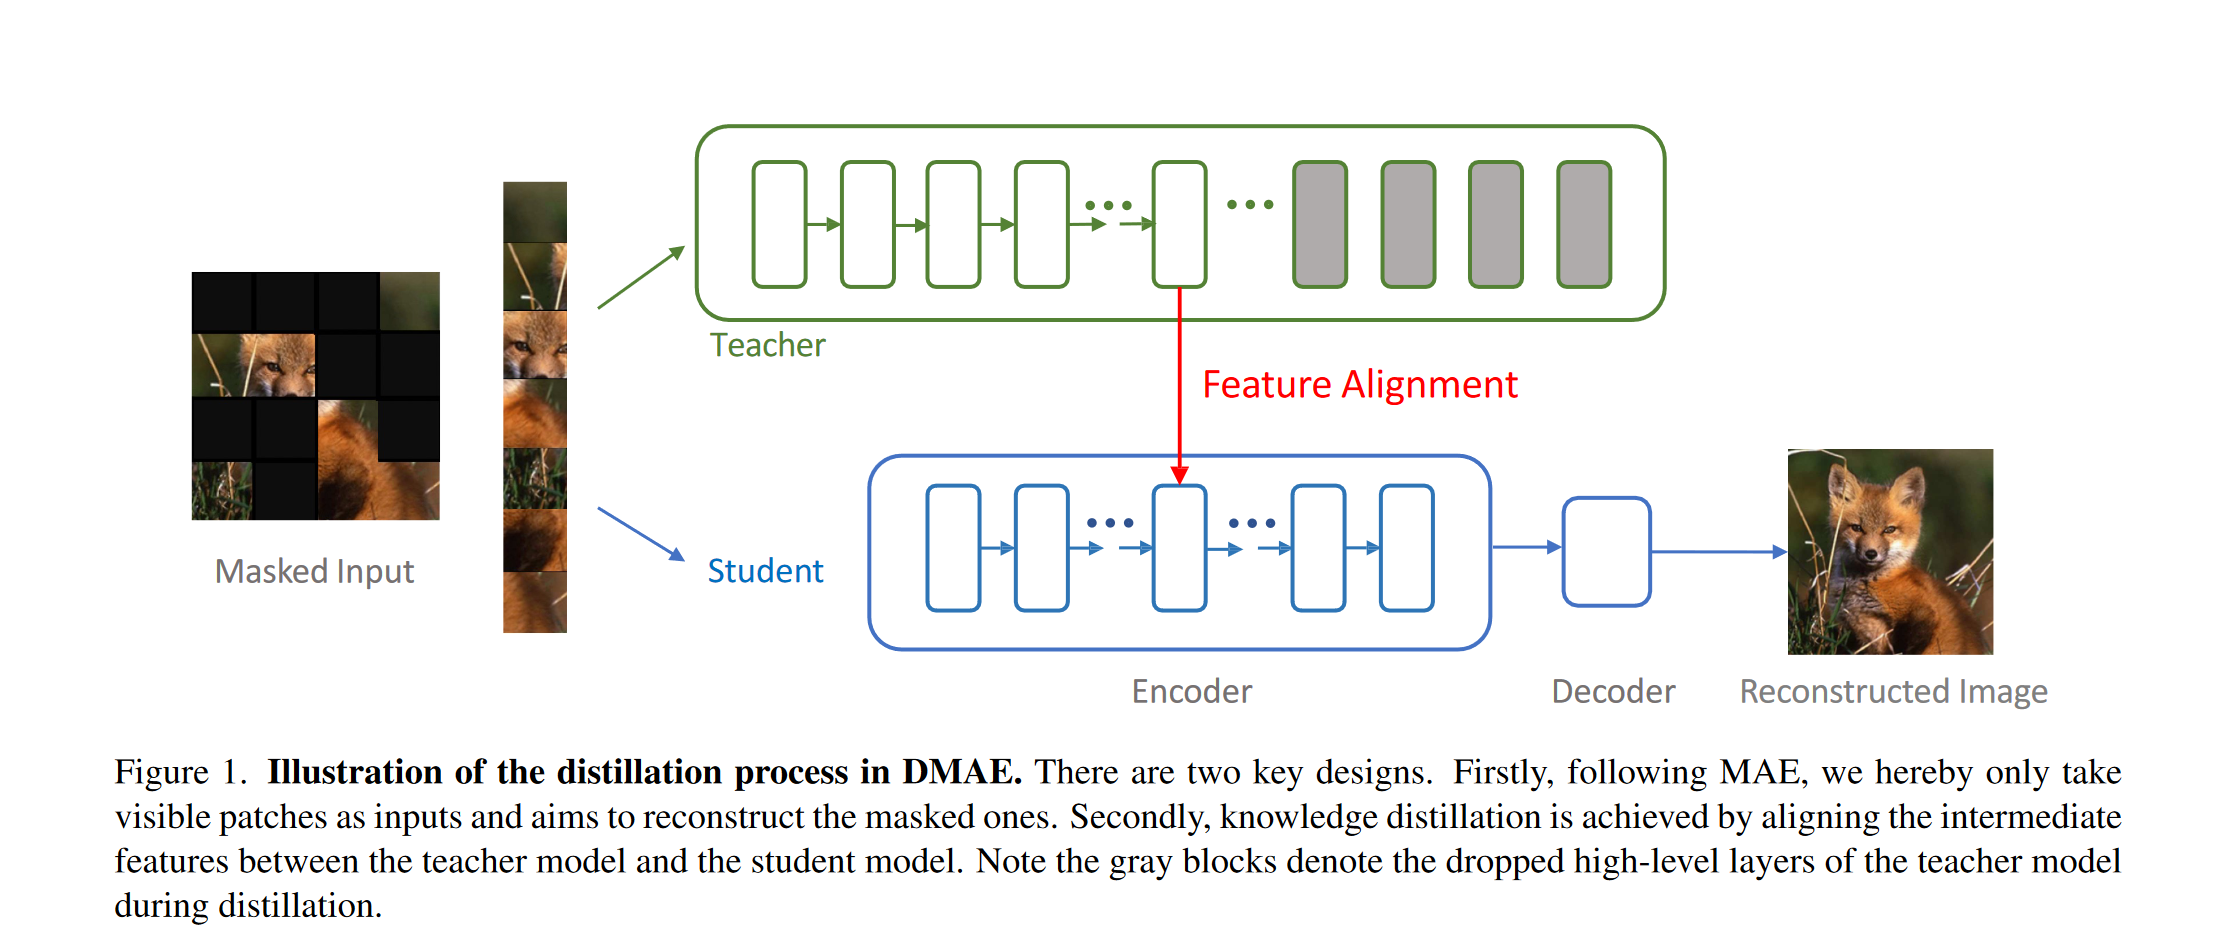 Teacher
Feature Alignment
Masked Input
Student
Encoder
Decoder
Reconstructed Image
Figure 1. Illustration of the distillation process in DMAE. There are two key designs. Firstly, following MAE, we hereby only take
visible patches as inputs and aims to reconstruct the masked ones. Secondly, knowledge distillation is achieved by aligning the intermediate
features between the teacher model and the student model. Note the gray blocks denote the dropped high-level layers of the teacher model
during distillation.